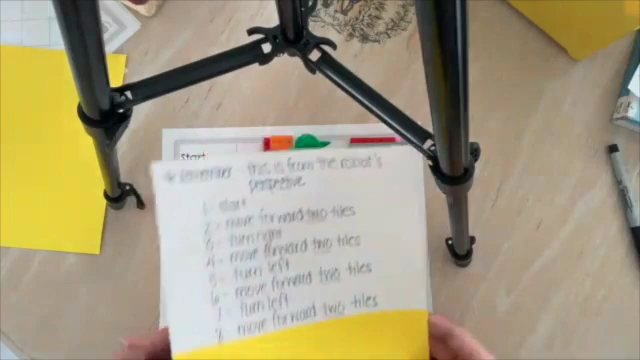 Start
* remember this is from the robot's
perspective
1- start
2- move forward two tiles
3- turn right
4- move forward two tiles
5- turn left
6- move forward two tiles
7- turn left
8- move forward two tiles